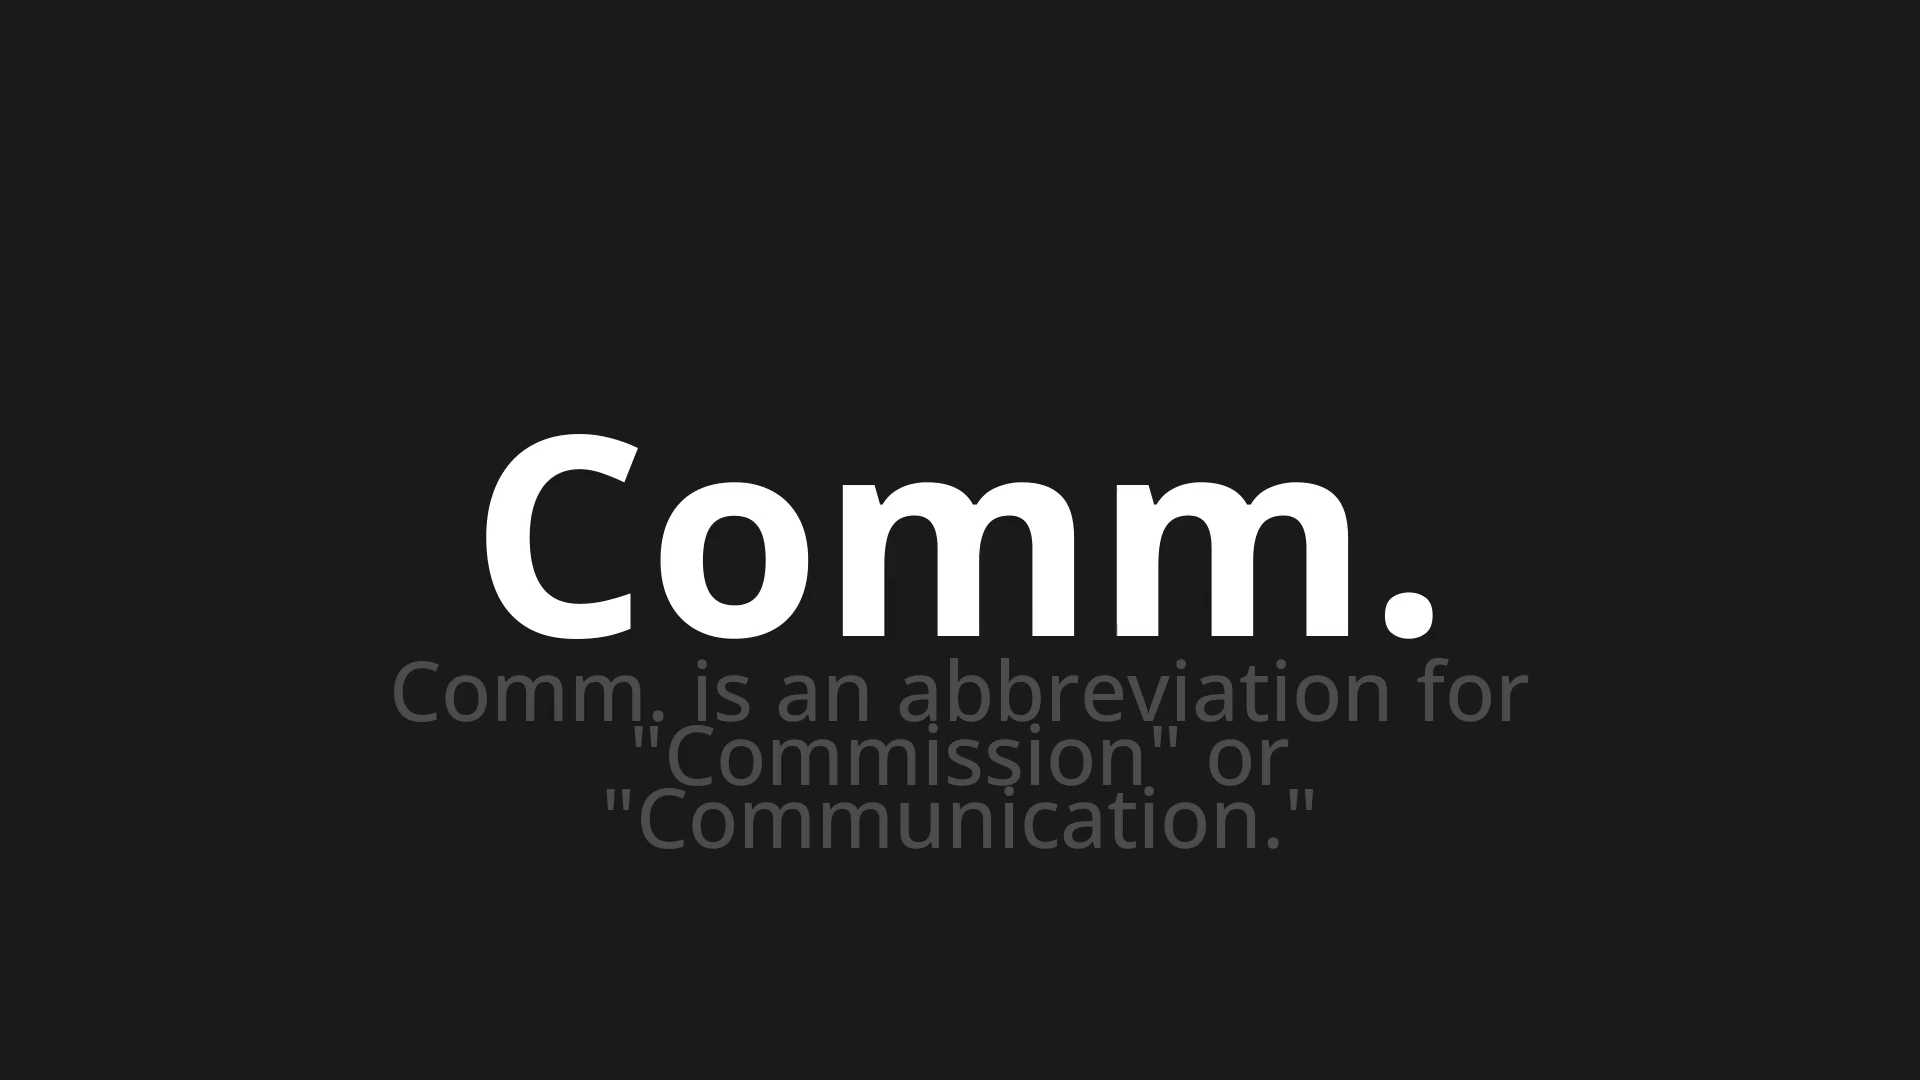 Comm.
Comm. is an abbreviation for
"Commission" or
"Communication."